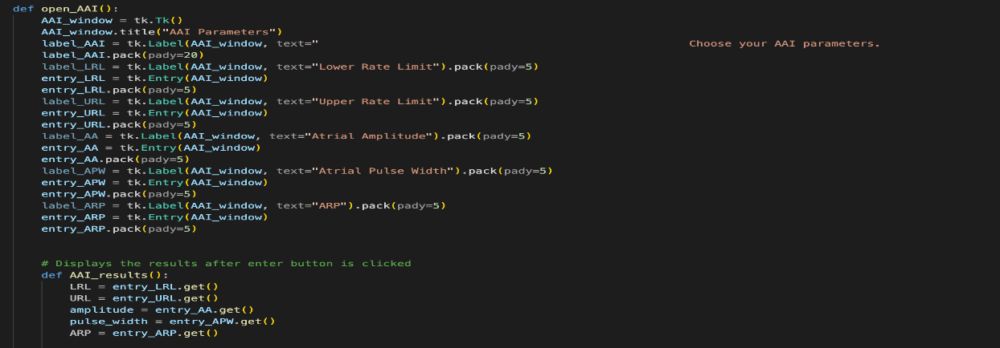 def open_AAI():
    AAI_window = tk.Tk()
    AAI_window.title("AAI Parameters")
    label_AAI = tk.Label(AAI_window, text="                                                    Choose your AAI parameters.
    label_AAI.pack(pady=20)
    label_LRL = tk.Label(AAI_window, text="Lower Rate Limit").pack(pady=5)
    entry_LRL = tk.Entry(AAI_window)
    entry_LRL.pack(pady=5)
    label_URL = tk.Label(AAI_window, text="Upper Rate Limit").pack(pady=5)
    entry_URL = tk.Entry(AAI_window)
    entry_URL.pack(pady=5)
    label_AA = tk.Label(AAI_window, text="Atrial Amplitude").pack(pady=5)
    entry_AA = tk.Entry(AAI_window)
    entry_AA.pack(pady=5)
    label_APW = tk.Label(AAI_window, text="Atrial Pulse Width").pack(pady=5)
    entry_APW = tk.Entry(AAI_window)
    entry_APW.pack(pady=5)
    label_ARP = tk.Label(AAI_window, text="ARP").pack(pady=5)
    entry_ARP = tk.Entry(AAI_window)
    entry_ARP.pack(pady=5)
    # Displays the results after enter button is clicked
    def AAI_results():
        LRL = entry_LRL.get()
        URL = entry_URL.get()
        amplitude = entry_AA.get()
        pulse_width = entry_APW.get()
        ARP = entry_ARP.get()